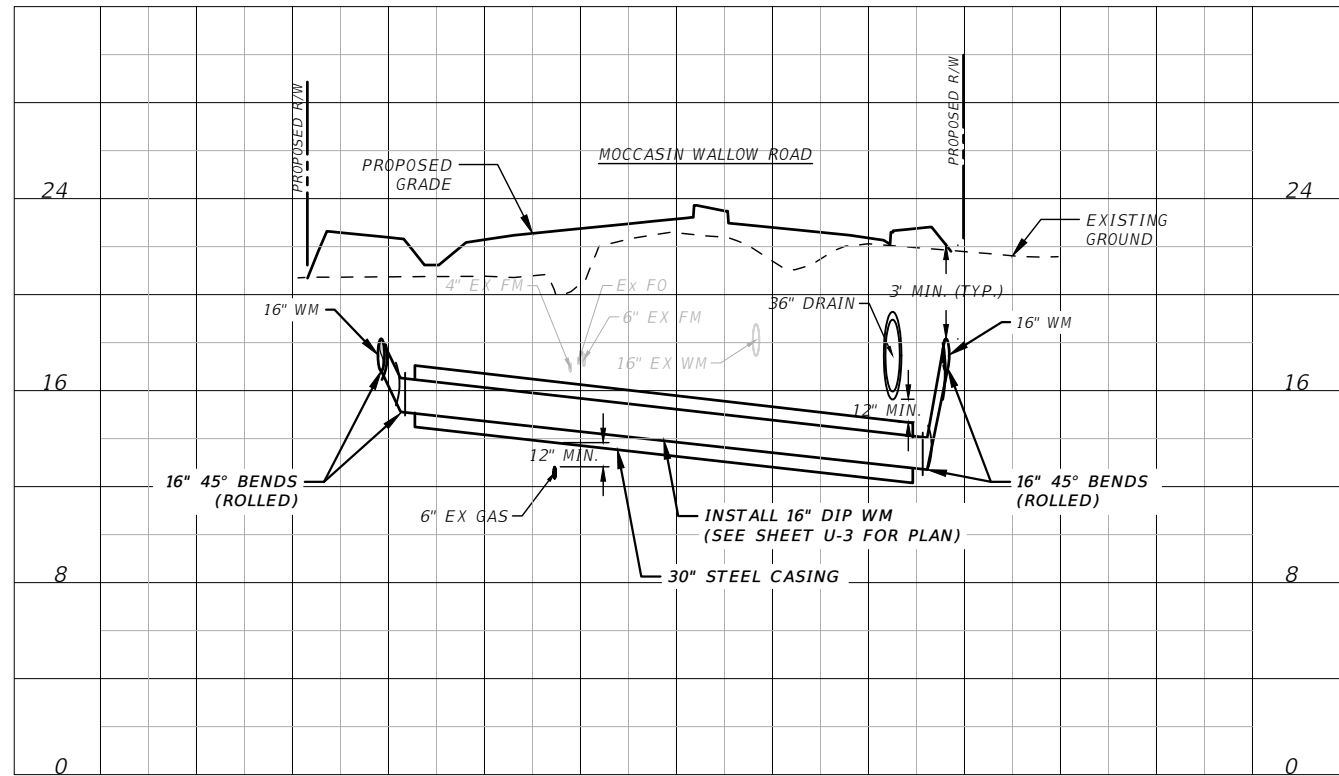 PROPOSED R/W
PROPOSED R/W
MOCCASIN WALLOW ROAD
PROPOSED
GRADE
24
24
EXISTING
GROUND
4" EX FM
Ex FO
3' MIN. (TYP.)
16" WM
36" DRAIN
6" EX FM
16" WM
16" EX WM
16
16
12" MIN.
12" MIN.
16" 45° BENDS
(ROLLED)
16" 45° BENDS
(ROLLED)
6" EX GAS
INSTALL 16" DIP WM
(SEE SHEET U-3 FOR PLAN)
30" STEEL CASING
8
8
0
0